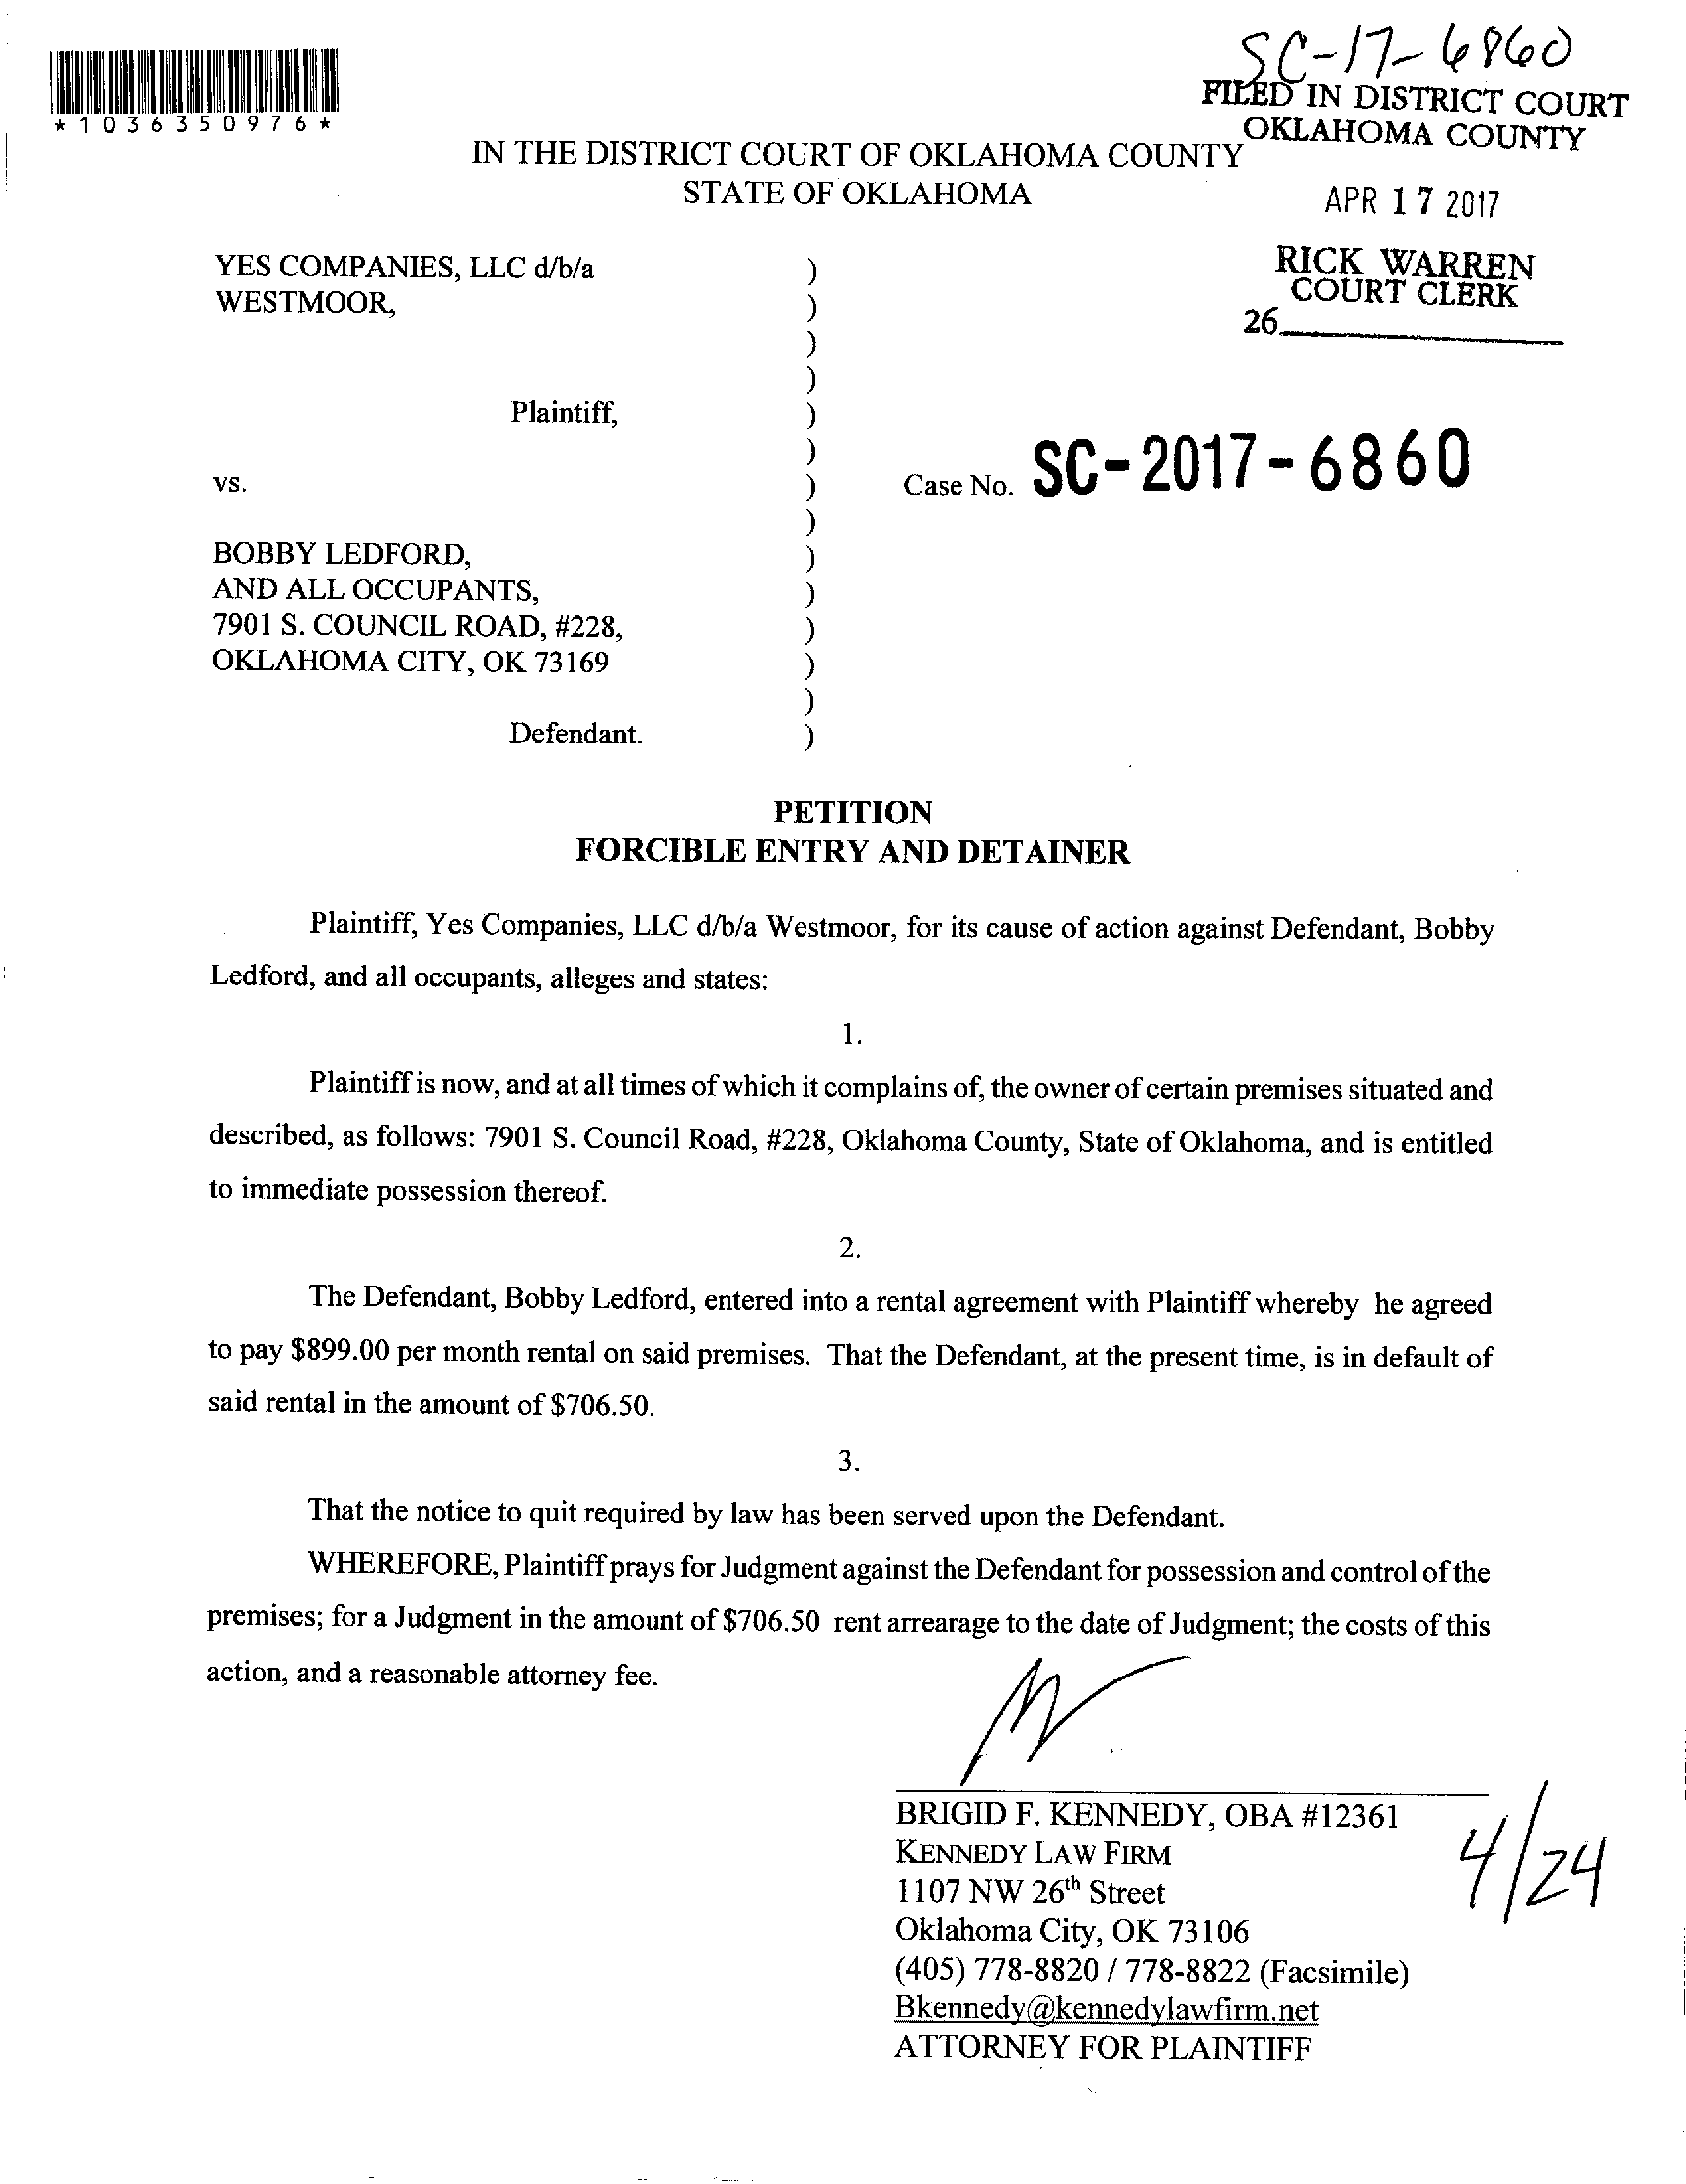 SC-17-6860
FILED IN DISTRICT COURT
OKLAHOMA COUNTY
*1036350976*
IN THE DISTRICT COURT OF OKLAHOMA COUNTY
STATE OF OKLAHOMA
APR 17 2017
RICK WARREN
COURT CLERK
26
YES COMPANIES, LLC d/b/a )
WESTMOOR, )
)
)
Plaintiff, )
)
vs. ) Case No. SC-2017-6860
)
BOBBY LEDFORD, )
AND ALL OCCUPANTS, )
7901 S. COUNCIL ROAD, #228, )
OKLAHOMA CITY, OK 73169 )
)
Defendant. )
PETITION
FORCIBLE ENTRY AND DETAINER
Plaintiff, Yes Companies, LLC d/b/a Westmoor, for its cause of action against Defendant, Bobby
Ledford, and all occupants, alleges and states:
1.
Plaintiff is now, and at all times of which it complains of, the owner of certain premises situated and
described, as follows: 7901 S. Council Road, #228, Oklahoma County, State of Oklahoma, and is entitled
to immediate possession thereof.
2.
The Defendant, Bobby Ledford, entered into a rental agreement with Plaintiff whereby he agreed
to pay $899.00 per month rental on said premises. That the Defendant, at the present time, is in default of
said rental in the amount of $706.50.
3.
That the notice to quit required by law has been served upon the Defendant.
WHEREFORE, Plaintiff prays for Judgment against the Defendant for possession and control of the
premises; for a Judgment in the amount of $706.50 rent arrearage to the date of Judgment; the costs of this
action, and a reasonable attorney fee.
BRIGID F. KENNEDY, OBA #12361
KENNEDY LAW FIRM
1107 NW 26th Street
Oklahoma City, OK 73106
(405) 778-8820 / 778-8822 (Facsimile)
Bkennedy@kennedylawfirm.net
ATTORNEY FOR PLAINTIFF
4/24